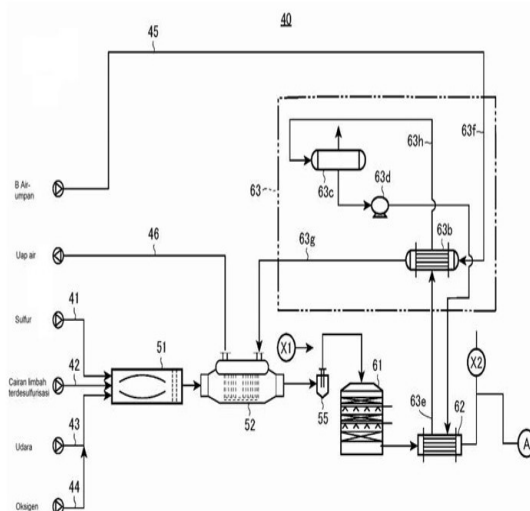 40
45
63h
63f
63c
63d
63
B Air-
umpan
63b
46
63g
Uap air
41
Sulfur
51
X1
61
42
Cairan limbah
terdesulfurisasi
X2
52
55
63e
62
43
Udara
A
44
Oksigen